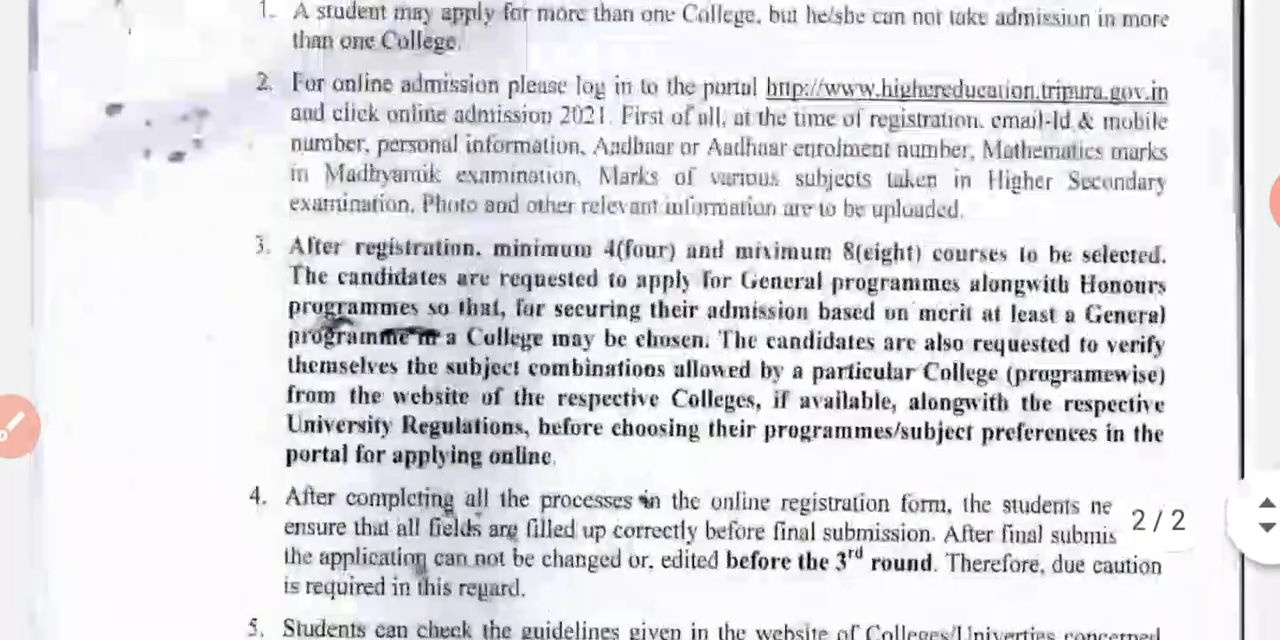 1. A student may apply for more than one College, but he/she can not take admission in more
than one College.
2. For online admission please log in to the portal http://www.highereducation.tripura.gov.in
and click online admission 2021. First of all, at the time of registration, email-Id & mobile
number, personal information, Aadhaar or Aadhaar enrolment number, Mathematics marks
in Madhyamik examination, Marks of various subjects taken in Higher Secondary
examination, Photo and other relevant information are to be uploaded.
3. After registration, minimum 4(four) and miximum 8(eight) courses to be selected.
The candidates are requested to apply for General programmes alongwith Honours
programmes so that, for securing their admission based on merit at least a General
programme in a College may be chosen. The candidates are also requested to verify
themselves the subject combinations allowed by a particular College (programewise)
from the website of the respective Colleges, if available, alongwith the respective
University Regulations, before choosing their programmes/subject preferences in the
portal for applying online.
4. After completing all the processes in the online registration form, the students ne
ensure that all fields are filled up correctly before final submission. After final submis
2 / 2
the application can not be changed or, edited before the 3rd round. Therefore, due caution
is required in this regard.
5. Students can check the guidelines given in the website of Colleges/Univerties concerned